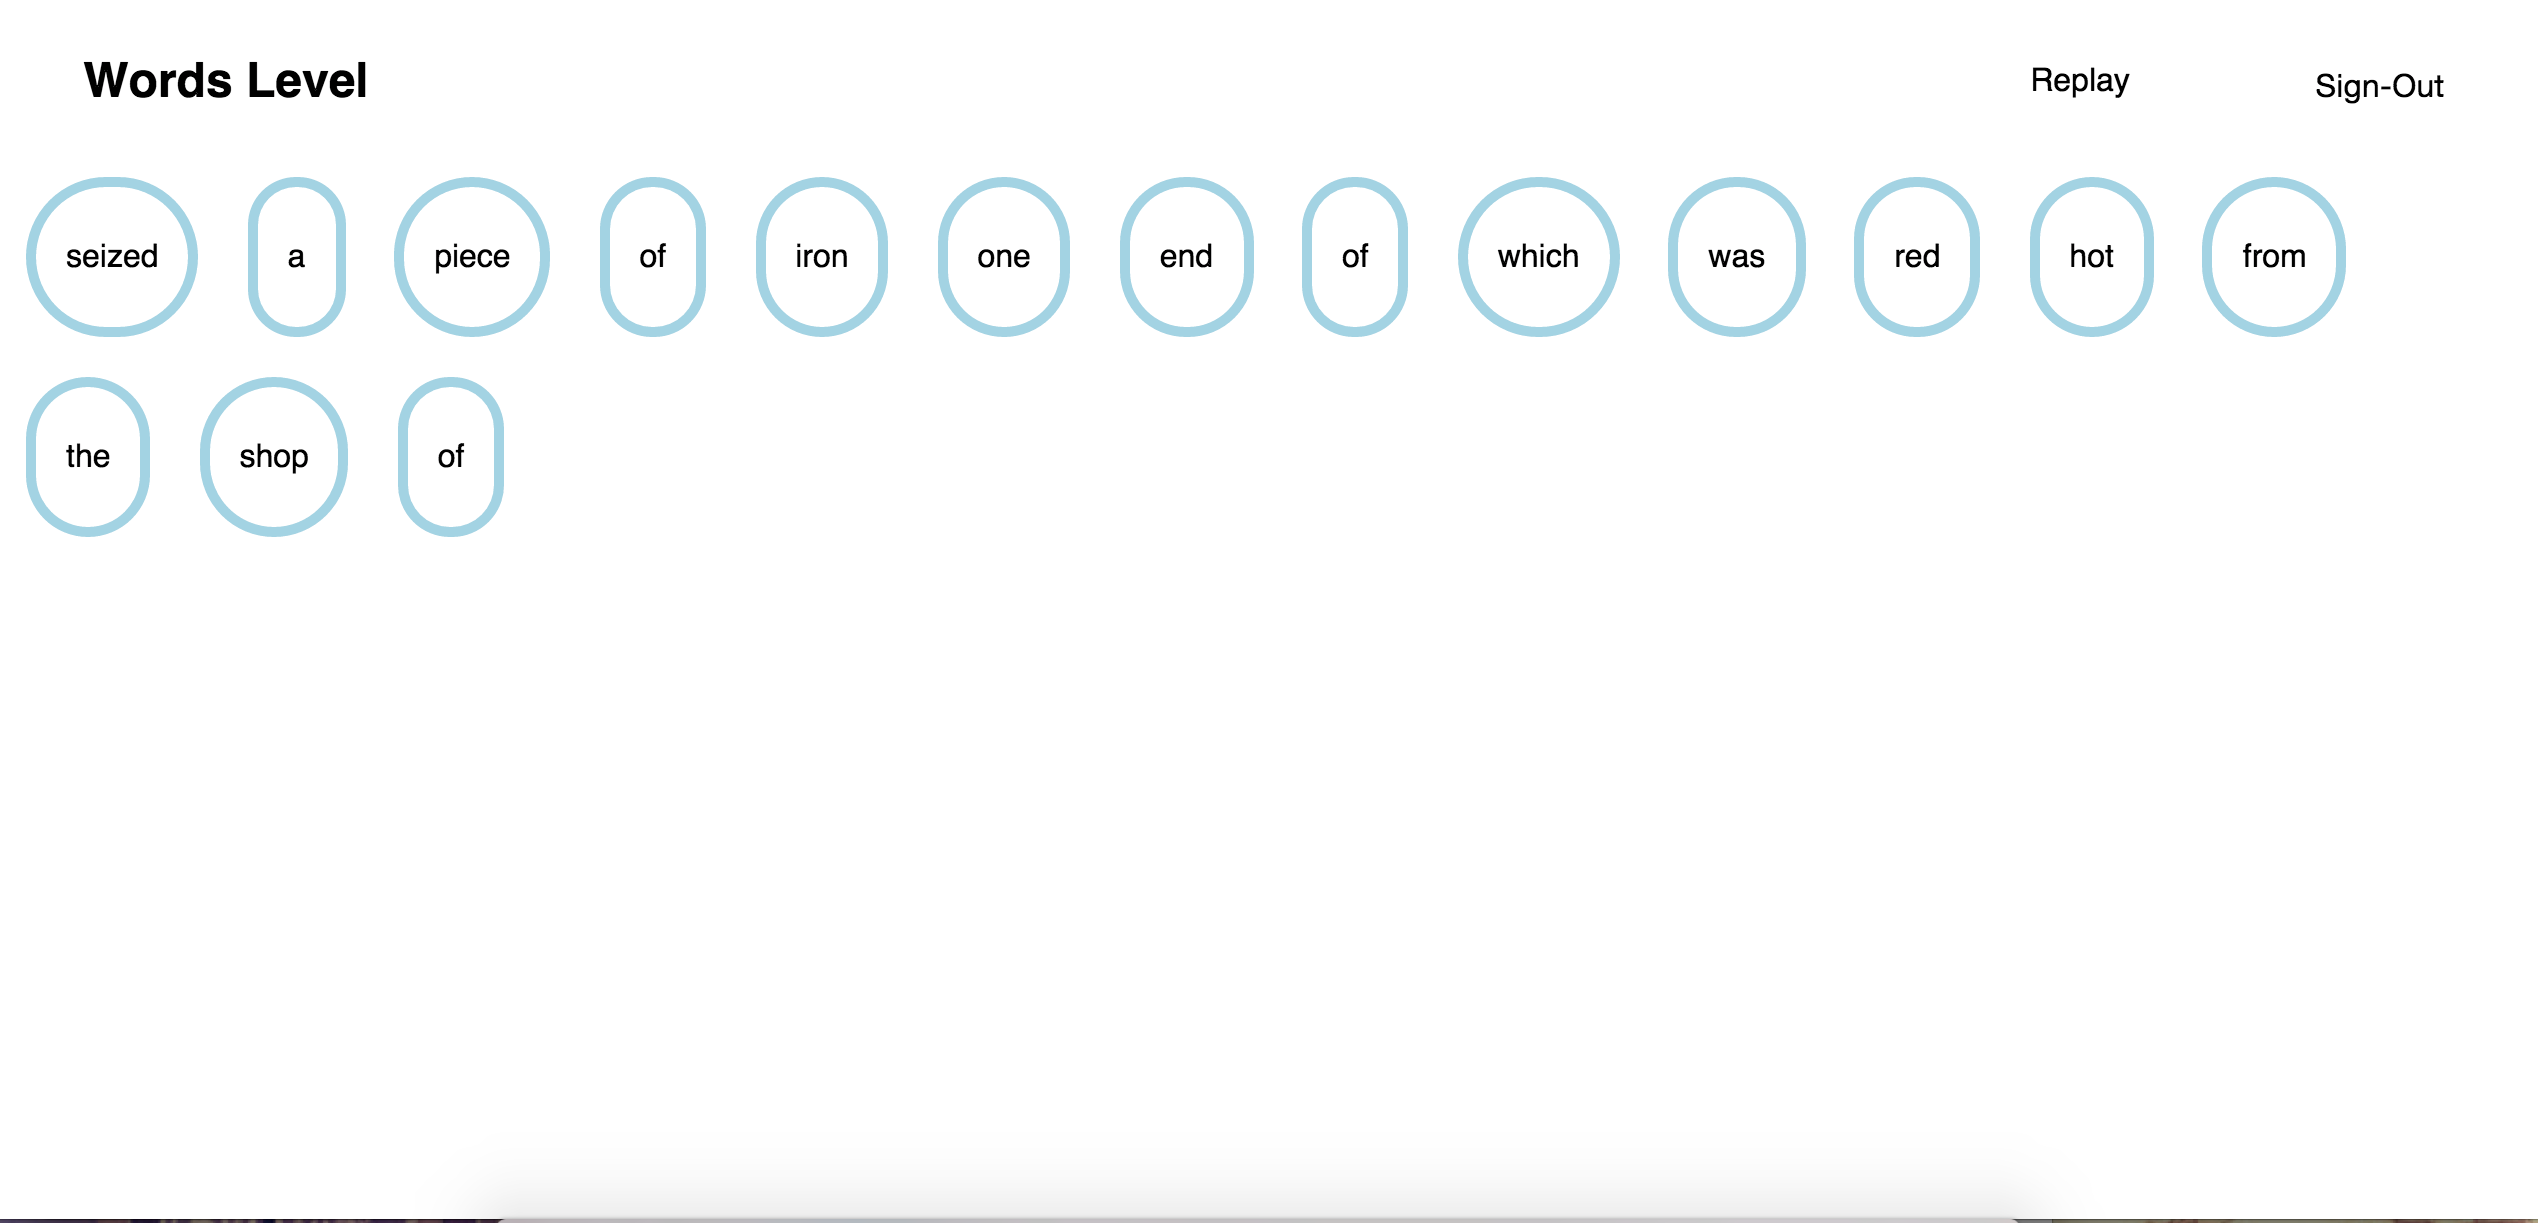 Words Level Replay Sign-Out
seized a piece of iron one end of which was red hot from
the shop of